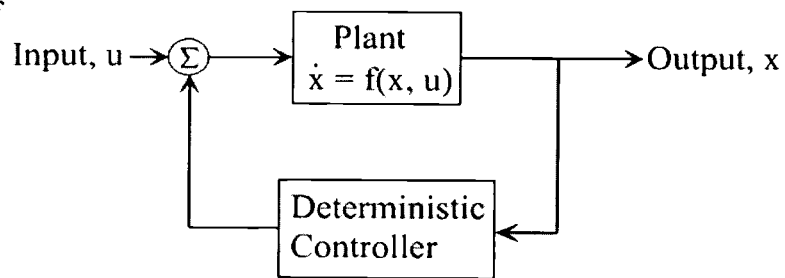 Input, u
Σ
Plant
ẋ = f(x, u)
Output, x
Deterministic
Controller